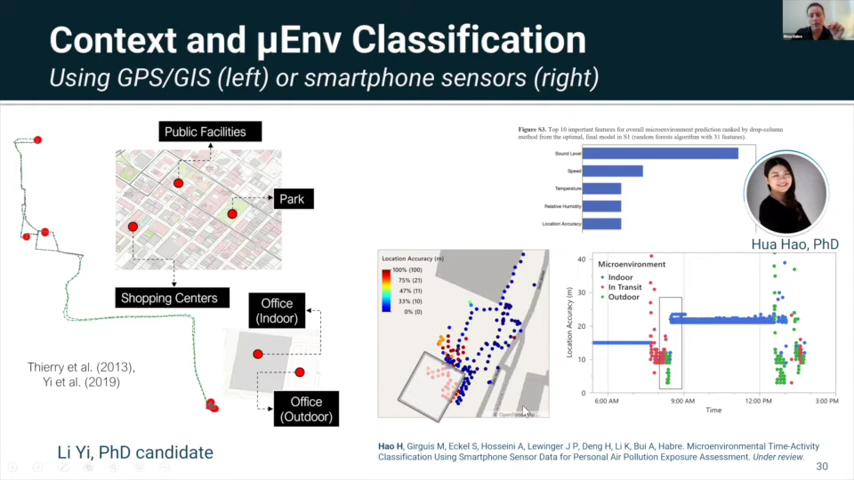 Context and µEnv Classification
Using GPS/GIS (left) or smartphone sensors (right)
Public Facilities
Park
Shopping Centers
Office
(Indoor)
Office
(Outdoor)
Thierry et al. (2013),
Yi et al. (2019)
Li Yi, PhD candidate
Figure S3. Top 10 important features for overall microenvironment prediction ranked by drop-column
method from the optimal, final model in S1 (random forests algorithm with 31 features).
Sound Level
Speed
Temperature
Relative Humidity
Location Accuracy
Hua Hao, PhD
Location Accuracy (m)
100% (100)
75% (21)
47% (11)
33% (10)
0% (0)
Microenvironment
Indoor
In Transit
Outdoor
Location Accuracy (m)
40
30
20
10
0
6:00 AM
9:00 AM
12:00 PM
3:00 PM
Time
Hao H, Girguis M, Eckel S, Hosseini A, Lewinger J P, Deng H, Li K, Bui A, Habre. Microenvironmental Time-Activity
Classification Using Smartphone Sensor Data for Personal Air Pollution Exposure Assessment. Under review.
30